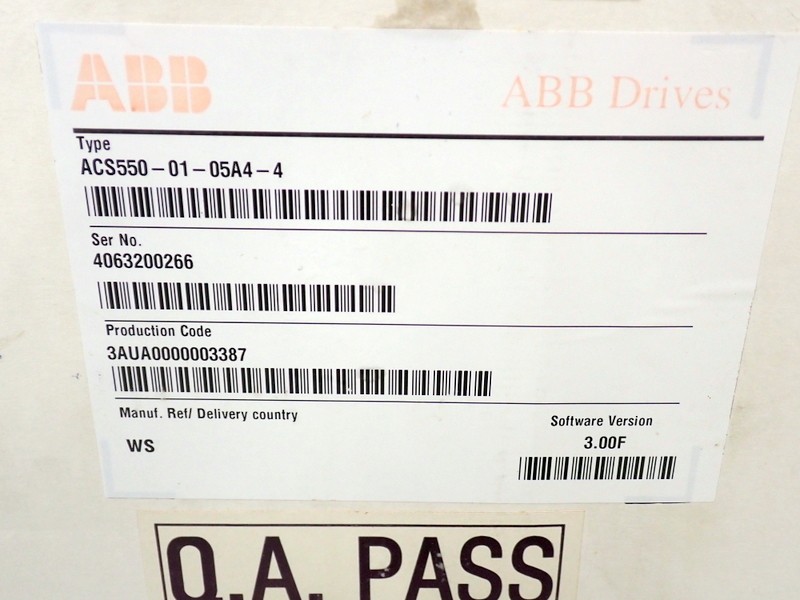 ABB
ABB Drives
Type
ACS550-01-05A4-4
Ser No.
4063200266
Production Code
3AUA0000003387
Manuf. Ref/ Delivery country
WS
Software Version
3.00F
Q.A. PASS